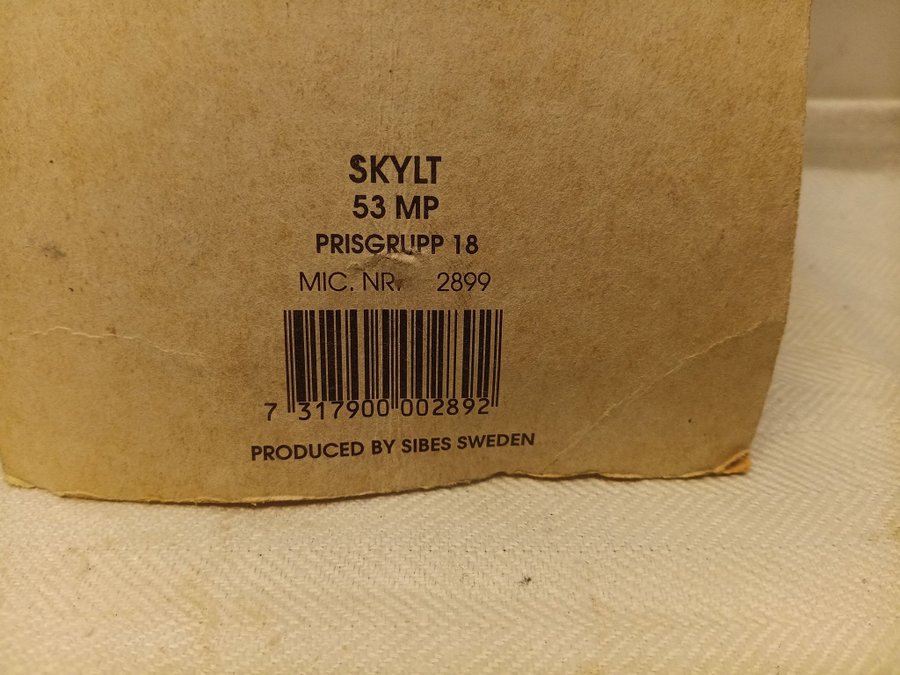 SKYLT
53 MP
PRISGRUPP 18
MIC. NR. 2899
7 317900 002892
PRODUCED BY SIBES SWEDEN